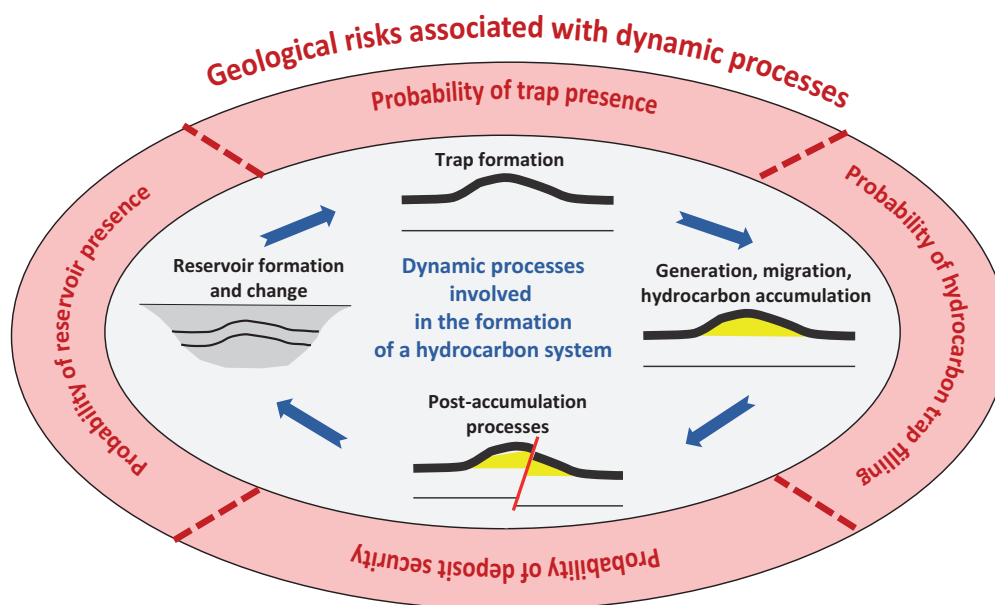 Geological risks associated with dynamic processes
Probability of trap presence
Trap formation
Probability of reservoir presence
Probability of hydrocarbon trap filling
Reservoir formation
and change
Dynamic processes
involved
in the formation
of a hydrocarbon system
Generation, migration,
hydrocarbon accumulation
Post-accumulation
processes
Probability of deposit security